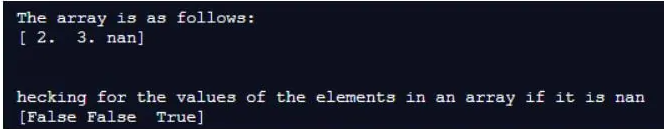 The array is as follows:
[ 2.  3. nan]
hecking for the values of the elements in an array if it is nan
[False False  True]